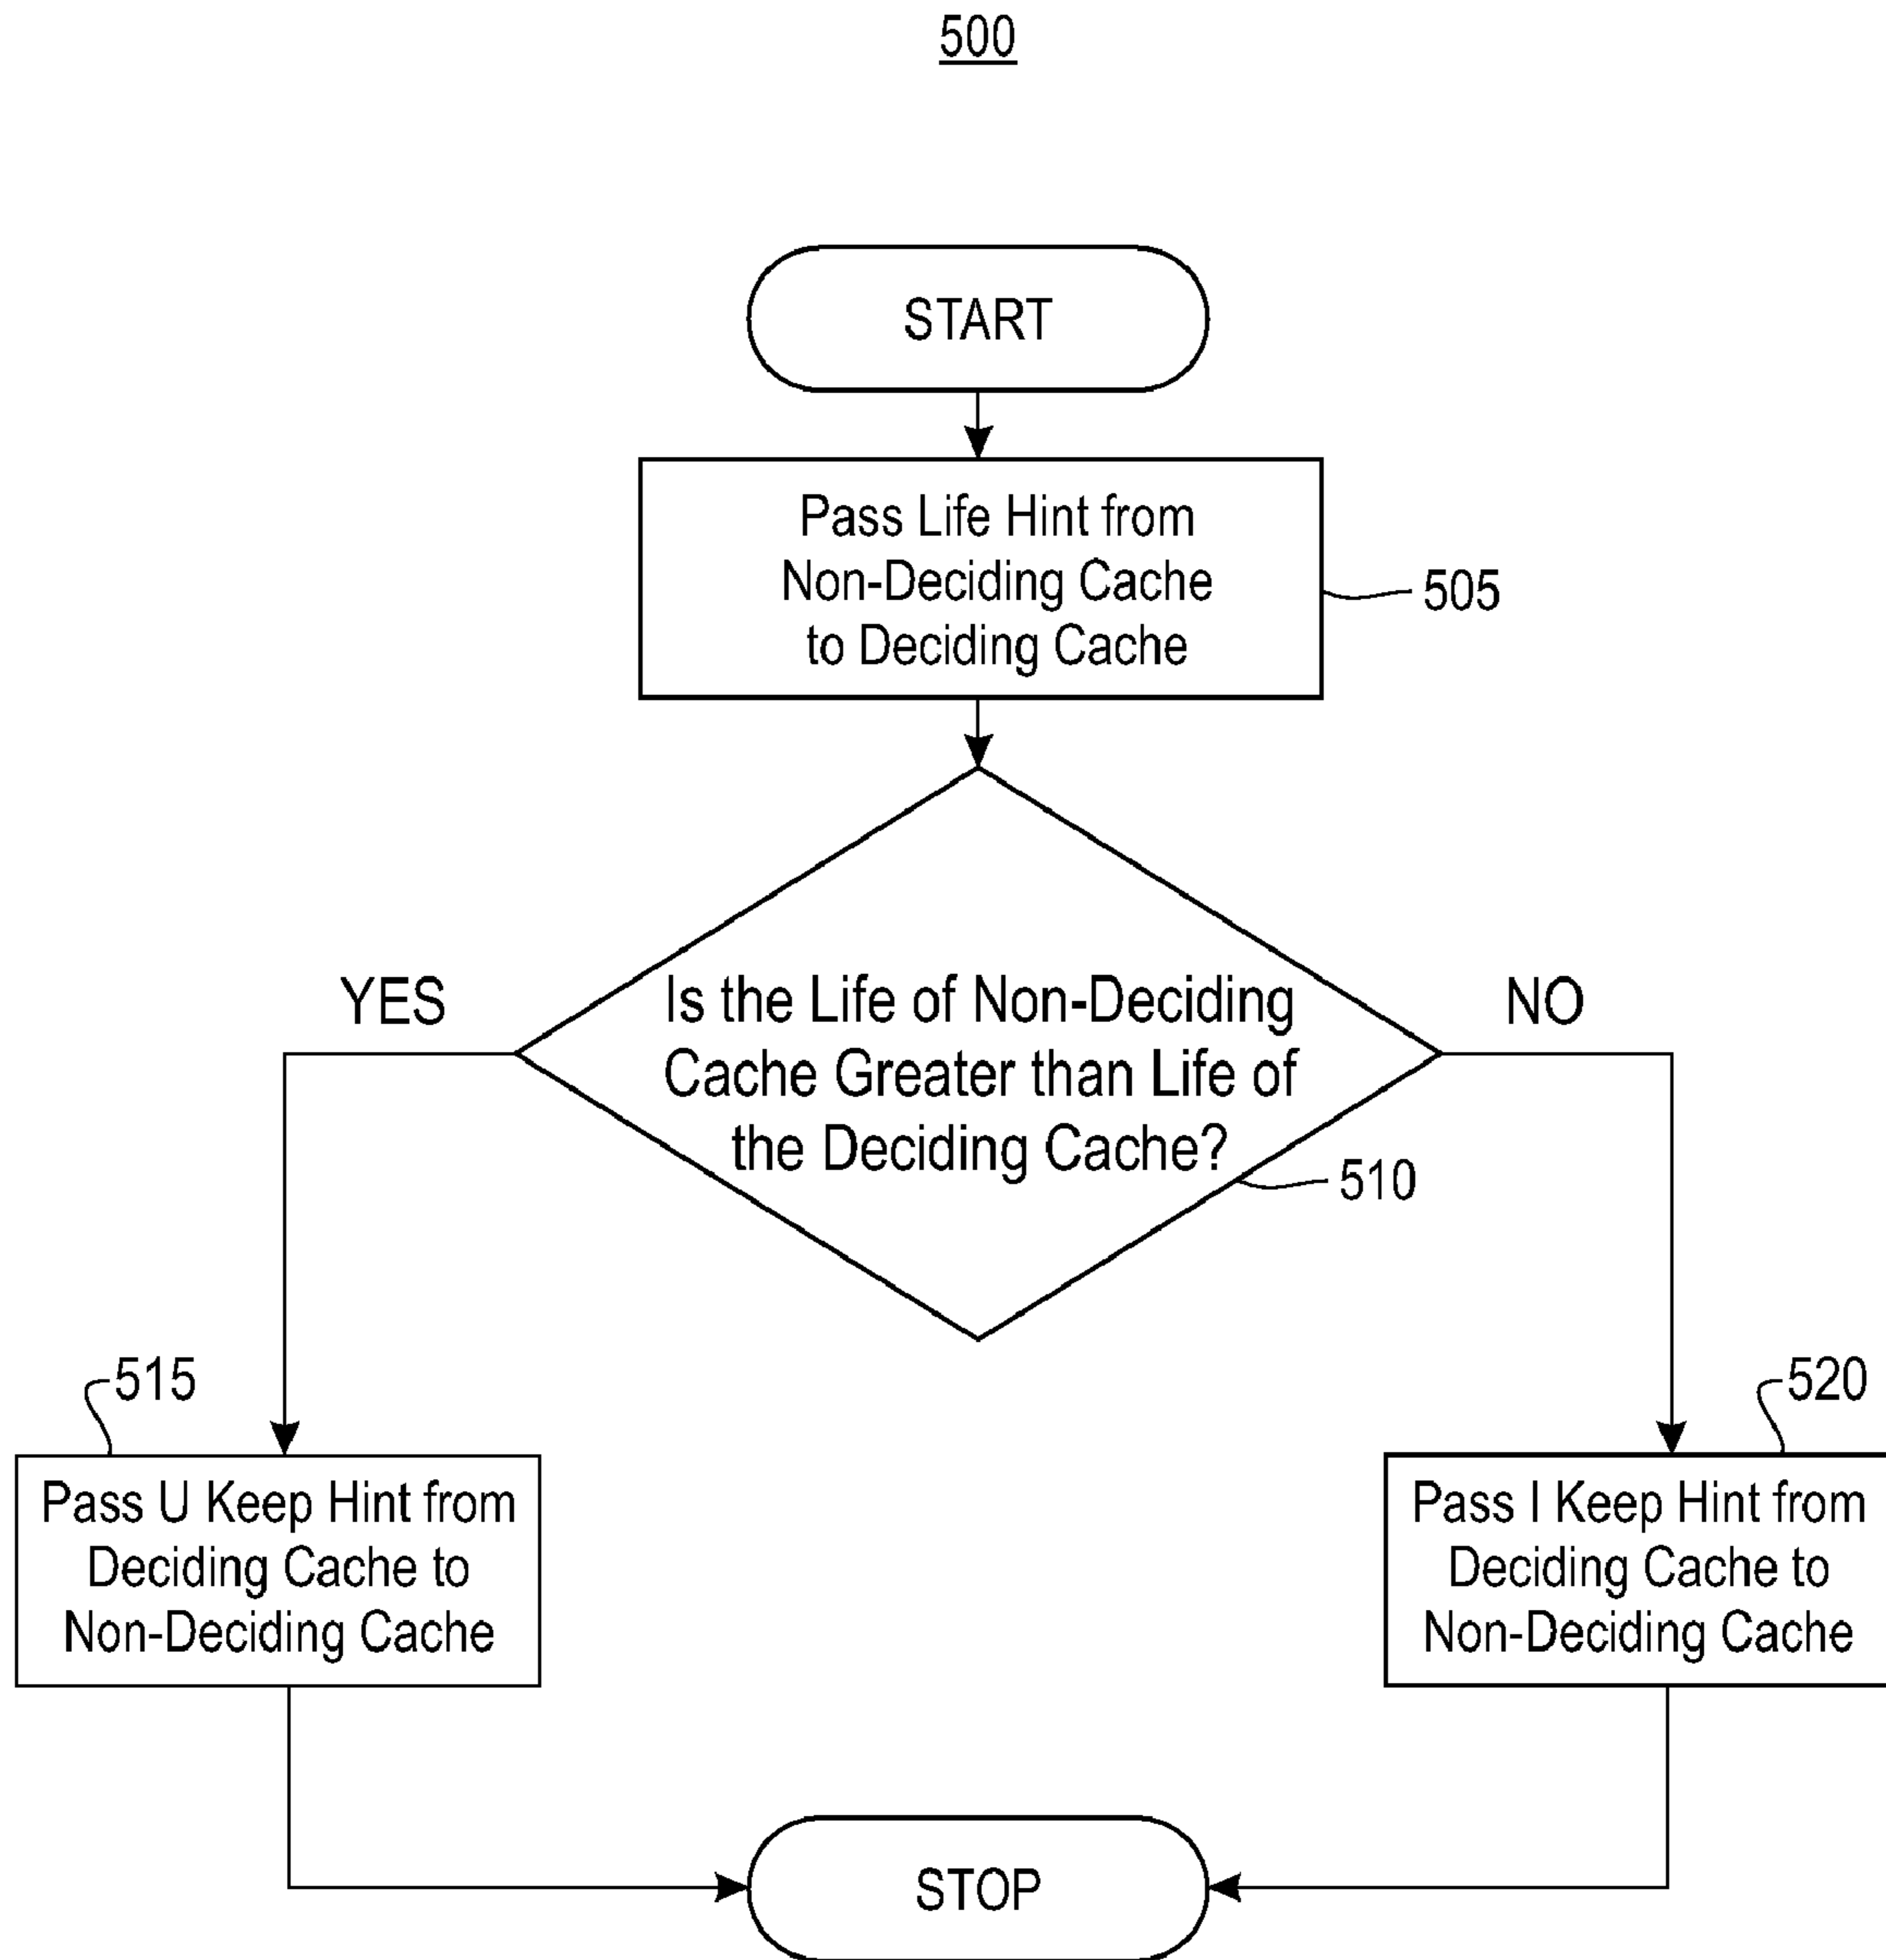 500
START
Pass Life Hint from
Non-Deciding Cache
to Deciding Cache
505
YES
NO
Is the Life of Non-Deciding
Cache Greater than Life of
the Deciding Cache?
510
515
Pass U Keep Hint from
Deciding Cache to
Non-Deciding Cache
520
Pass I Keep Hint from
Deciding Cache to
Non-Deciding Cache
STOP